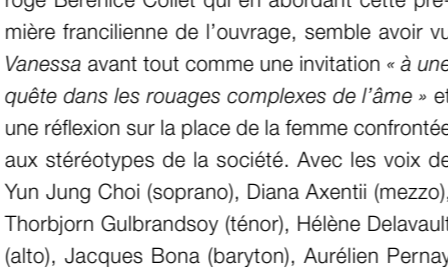 rogé Bérénice Collet qui en abordant cette pre-
mière francilienne de l'ouvrage, semble avoir vu
Vanessa avant tout comme une invitation « à une
quête dans les rouages complexes de l'âme » et
une réflexion sur la place de la femme confrontée
aux stéréotypes de la société. Avec les voix de
Yun Jung Choi (soprano), Diana Axentii (mezzo),
Thorbjorn Gulbrandsoy (ténor), Hélène Delavault
(alto), Jacques Bona (baryton), Aurélien Pernay